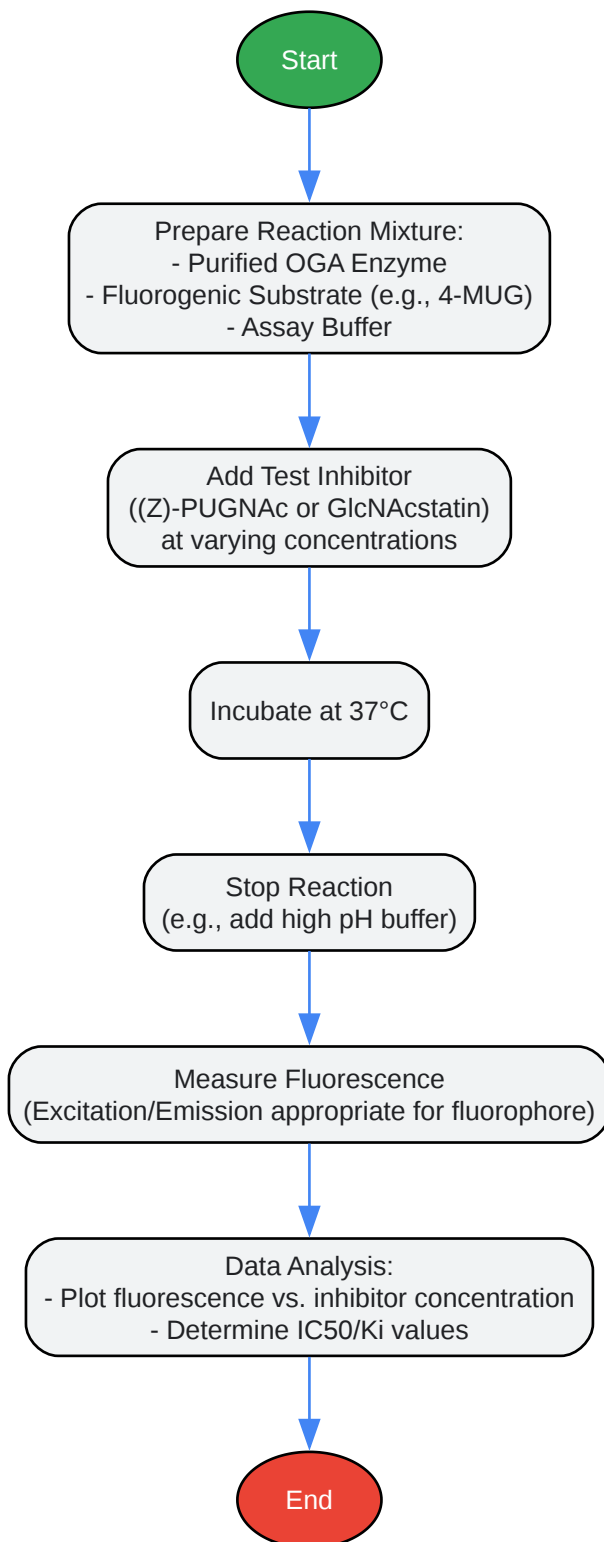 Start
Prepare Reaction Mixture:
- Purified OGA Enzyme
- Fluorogenic Substrate (e.g., 4-MUG)
- Assay Buffer
Add Test Inhibitor
((Z)-PUGNAc or GlcNAcstatin)
at varying concentrations
Incubate at 37°C
Stop Reaction
(e.g., add high pH buffer)
Measure Fluorescence
(Excitation/Emission appropriate for fluorophore)
Data Analysis:
- Plot fluorescence vs. inhibitor concentration
- Determine IC50/Ki values
End